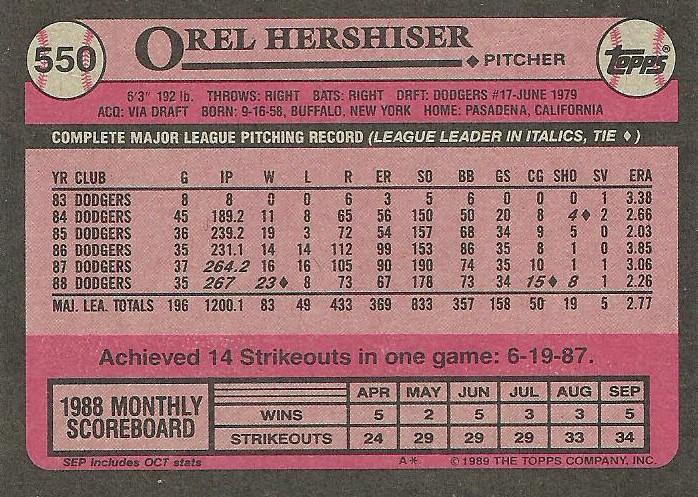 550
OREL HERSHISER
♦ PITCHER
TOPPS®
6'3" 192 lb. THROWS: RIGHT BATS: RIGHT DRFT: DODGERS #17-JUNE 1979
ACQ: VIA DRAFT BORN: 9-16-58, BUFFALO, NEW YORK HOME: PASADENA, CALIFORNIA
COMPLETE MAJOR LEAGUE PITCHING RECORD (LEAGUE LEADER IN ITALICS, TIE ♦)
YR CLUB G IP W L R ER SO BB GS CG SHO SV ERA
83 DODGERS 8 8 0 0 6 3 5 6 0 0 0 1 3.38
84 DODGERS 45 189.2 11 8 65 56 150 50 20 8 4♦ 2 2.66
85 DODGERS 36 239.2 19 3 72 54 157 68 34 9 5 0 2.03
86 DODGERS 35 231.1 14 14 112 99 153 86 35 8 1 0 3.85
87 DODGERS 37 264.2 16 16 105 90 190 74 35 10 1 1 3.06
88 DODGERS 35 267 23♦ 8 73 67 178 73 34 15♦ 8 1 2.26
MAJ. LEA. TOTALS 196 1200.1 83 49 433 369 833 357 158 50 19 5 2.77
Achieved 14 Strikeouts in one game: 6-19-87.
1988 MONTHLY SCOREBOARD
APR MAY JUN JUL AUG SEP
WINS 5 2 5 3 3 5
STRIKEOUTS 24 29 29 29 33 34
SEP includes OCT stats
A* © 1989 THE TOPPS COMPANY, INC.